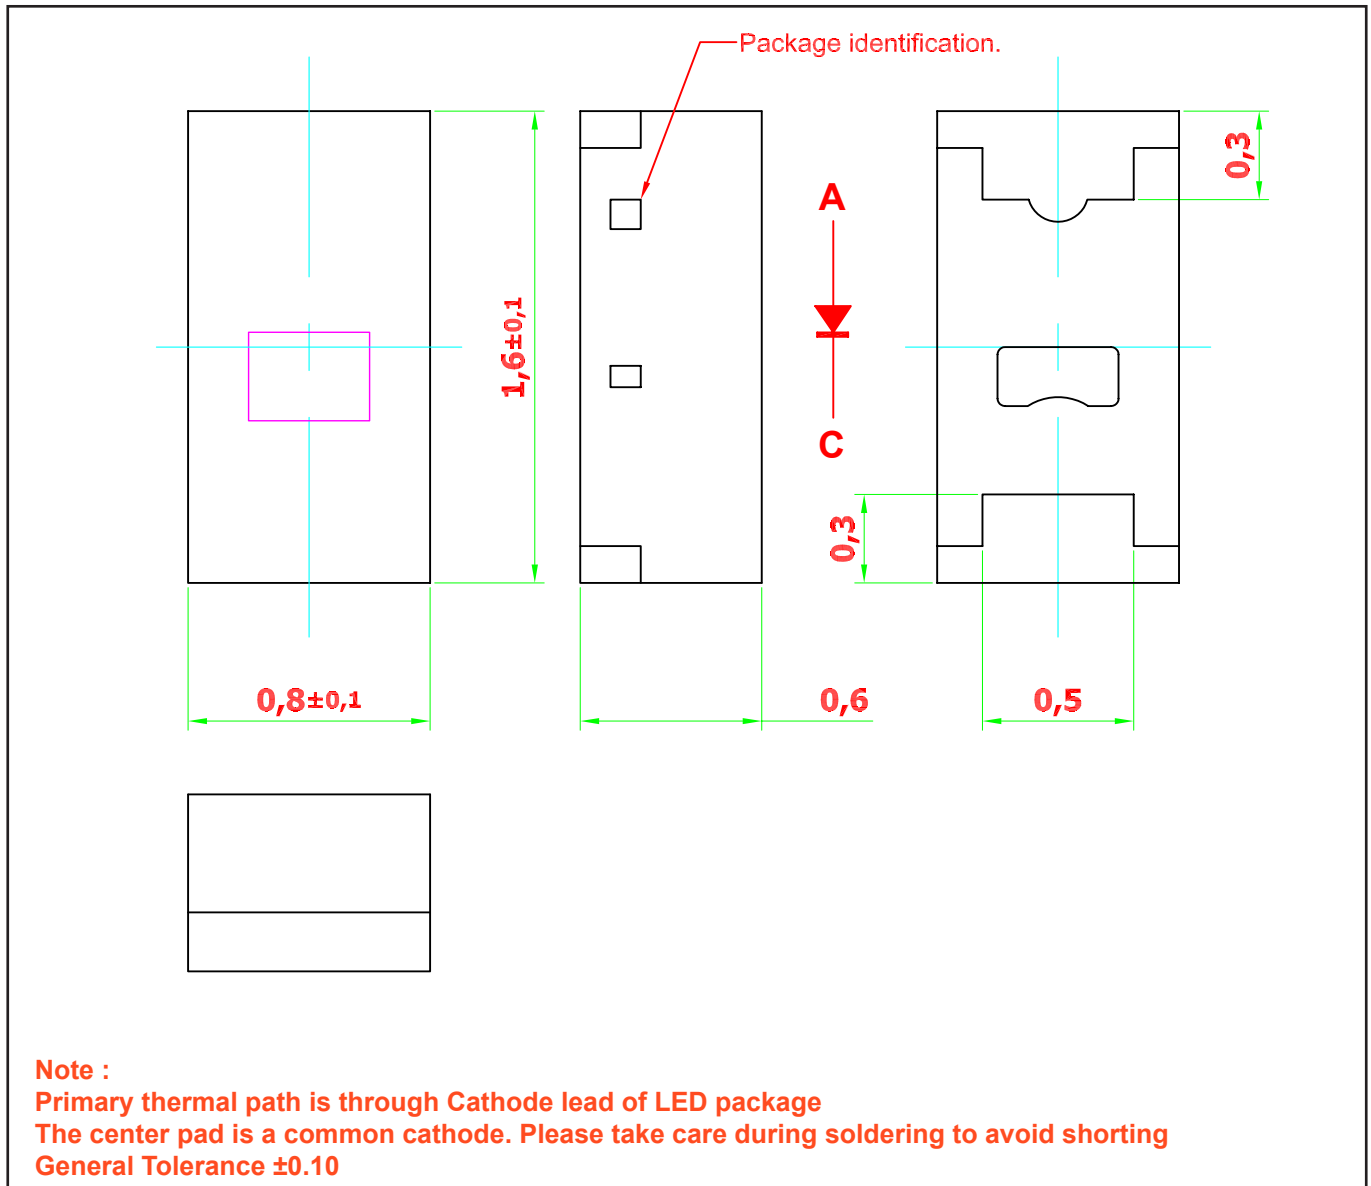 Package identification.
0,3
A
1,6±0,1
C
0,3
0,8±0,1
0,6
0,5
Note :
Primary thermal path is through Cathode lead of LED package
The center pad is a common cathode. Please take care during soldering to avoid shorting
General Tolerance ±0.10